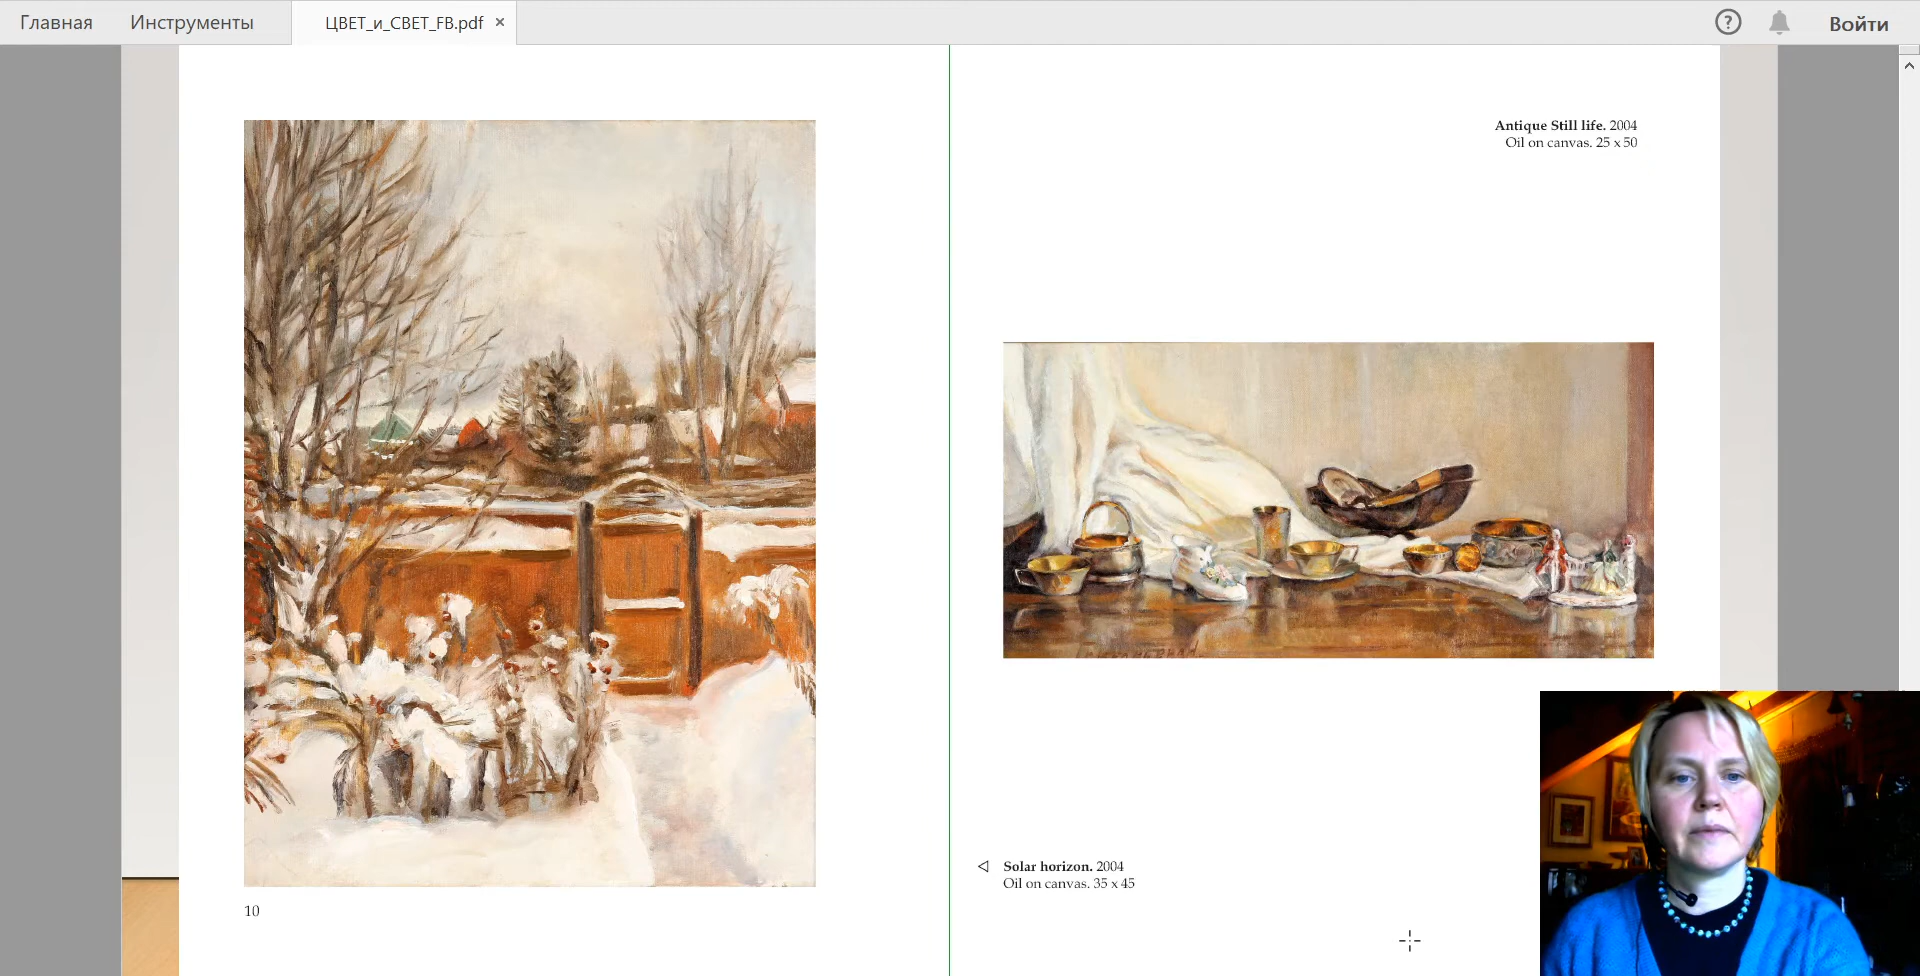 Главная Инструменты ЦВЕТ_и_СВЕТ_FB.pdf × ? Войти
Antique Still life. 2004
Oil on canvas. 25 x 50
Solar horizon. 2004
Oil on canvas. 35 x 45
10